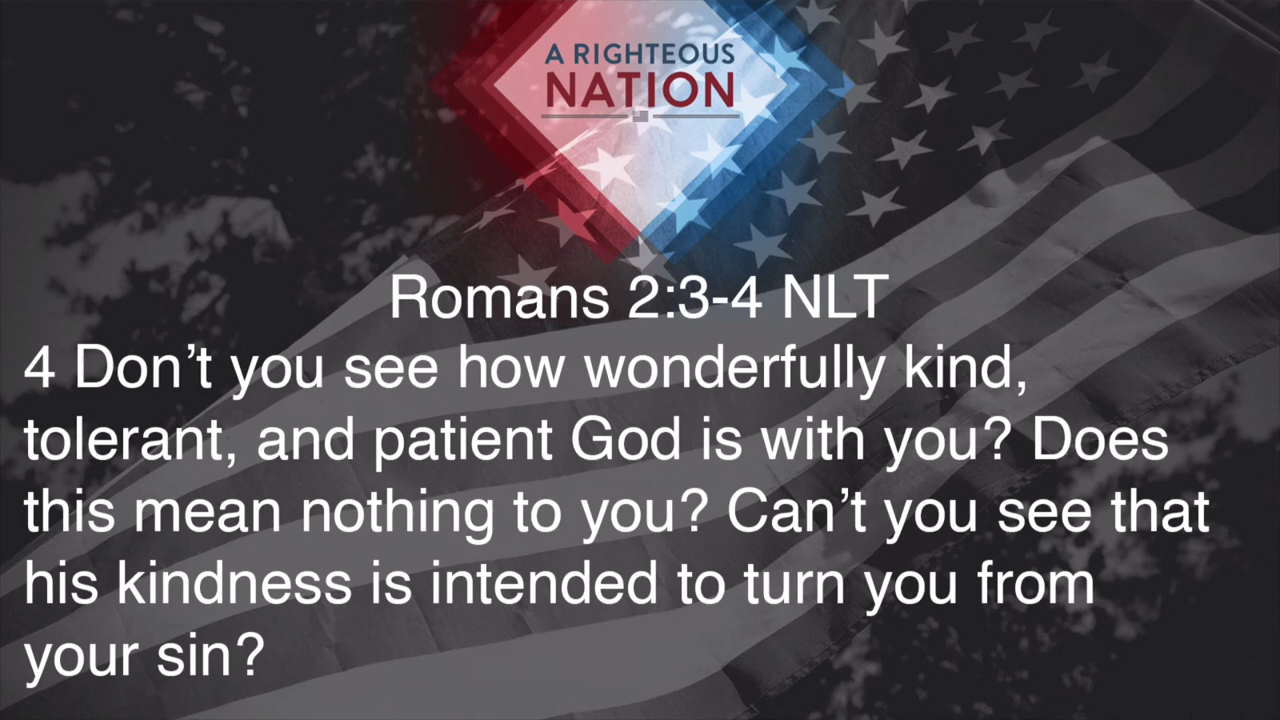 A RIGHTEOUS
NATION
Romans 2:3-4 NLT
4 Don’t you see how wonderfully kind,
tolerant, and patient God is with you? Does
this mean nothing to you? Can’t you see that
his kindness is intended to turn you from
your sin?